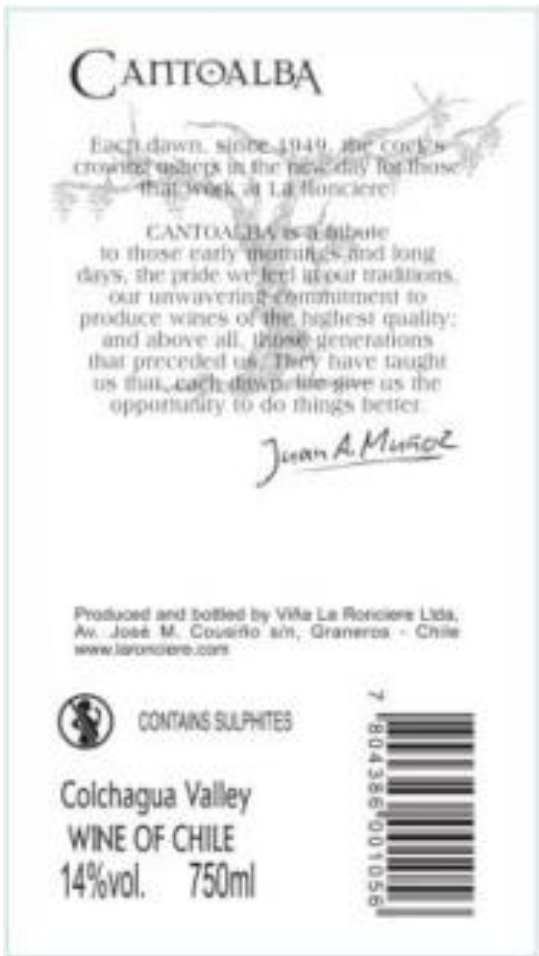 CANTOALBA
Each dawn, since 1949, the cock's
crowing ushers in the new day for those
that work at La Ronciere.
CANTOALBA is a tribute
to those early mornings and long
days, the pride we feel in our traditions,
our unwavering commitment to
produce wines of the highest quality;
and above all, those generations
that preceded us. They have taught
us that, each dawn, life give us the
opportunity to do things better.
Juan A. Muñoz
Produced and bottled by Viña La Ronciere Ltda,
Av. José M. Cousiño s/n, Graneros - Chile
www.laronciere.com
CONTAINS SULPHITES
Colchagua Valley
WINE OF CHILE
14%vol. 750ml
7 804386 001056